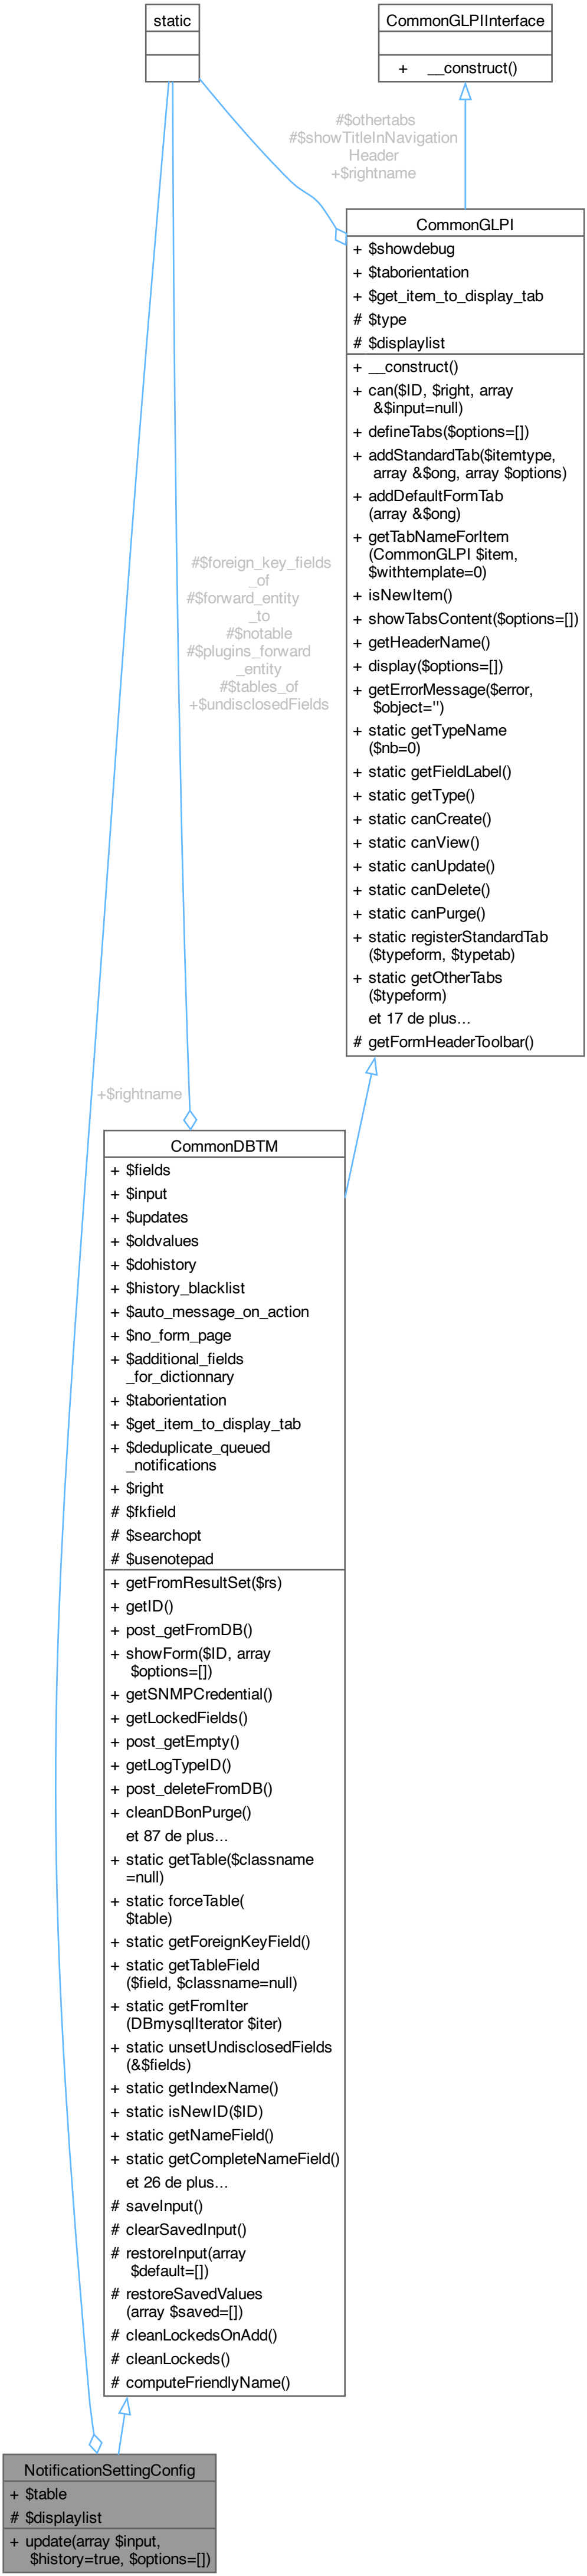 static
CommonGLPIInterface
+ __construct()
#$othertabs
#$showTitleInNavigation
Header
+$rightname
CommonGLPI
+ $showdebug
+ $taborientation
+ $get_item_to_display_tab
# $type
# $displaylist
+ __construct()
+ can($ID, $right, array
&$input=null)
+ defineTabs($options=[])
+ addStandardTab($itemtype,
array &$ong, array $options)
+ addDefaultFormTab
(array &$ong)
+ getTabNameForItem
(CommonGLPI $item,
$withtemplate=0)
+ isNewItem()
+ showTabsContent($options=[])
+ getHeaderName()
+ display($options=[])
+ getErrorMessage($error,
$object='')
+ static getTypeName
($nb=0)
+ static getFieldLabel()
+ static getType()
+ static canCreate()
+ static canView()
+ static canUpdate()
+ static canDelete()
+ static canPurge()
+ static registerStandardTab
($typeform, $typetab)
+ static getOtherTabs
($typeform)
et 17 de plus...
# getFormHeaderToolbar()
#$foreign_key_fields
_of
#$forward_entity
_to
#$notable
#$plugins_forward
_entity
#$tables_of
+$undisclosedFields
+$rightname
CommonDBTM
+ $fields
+ $input
+ $updates
+ $oldvalues
+ $dohistory
+ $history_blacklist
+ $auto_message_on_action
+ $no_form_page
+ $additional_fields
_for_dictionnary
+ $taborientation
+ $get_item_to_display_tab
+ $deduplicate_queued
_notifications
+ $right
# $fkfield
# $searchopt
# $usenotepad
+ getFromResultSet($rs)
+ getID()
+ post_getFromDB()
+ showForm($ID, array
$options=[])
+ getSNMPCredential()
+ getLockedFields()
+ post_getEmpty()
+ getLogTypeID()
+ post_deleteFromDB()
+ cleanDBonPurge()
et 87 de plus...
+ static getTable($classname
=null)
+ static forceTable(
$table)
+ static getForeignKeyField()
+ static getTableField
($field, $classname=null)
+ static getFromIter
(DBmysqlIterator $iter)
+ static unsetUndisclosedFields
(&$fields)
+ static getIndexName()
+ static isNewID($ID)
+ static getNameField()
+ static getCompleteNameField()
et 26 de plus...
# saveInput()
# clearSavedInput()
# restoreInput(array
$default=[])
# restoreSavedValues
(array $saved=[])
# cleanLockedsOnAdd()
# cleanLockeds()
# computeFriendlyName()
NotificationSettingConfig
+ $table
# $displaylist
+ update(array $input,
$history=true, $options=[])